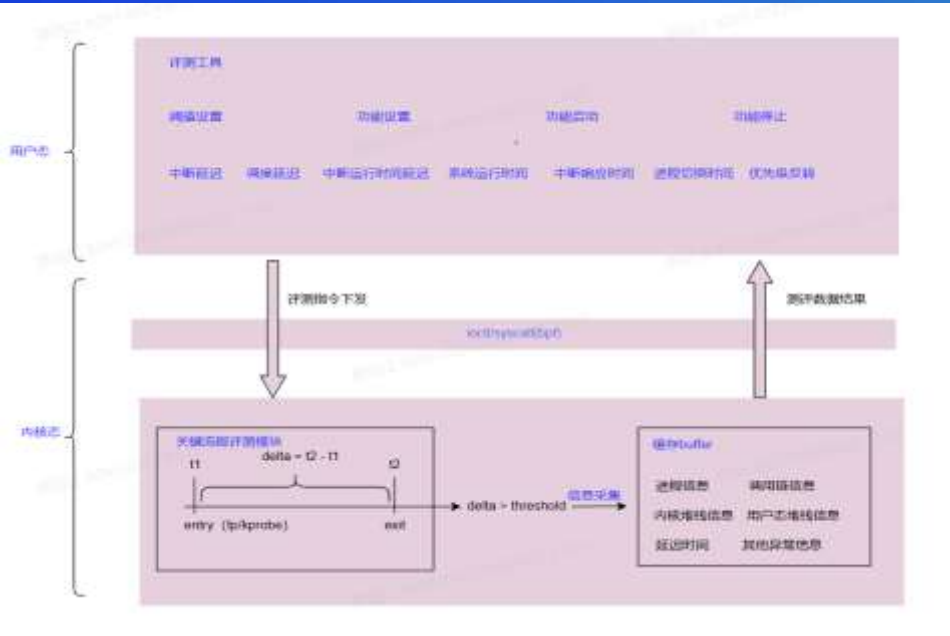 评测工具
阈值设置 功能设置 功能启动 功能停止
用户态
中断延迟 调度延迟 中断运行时间延迟 系统运行时间 中断响应时间 进程切换时间 优先级反转
评测指令下发 测评数据结果
ioctl/syscall(bpf)
内核态
关键流程评测模块
delta = t2 - t1
t1 t2
entry (tp/kprobe) exit
delta > threshold
信息采集
缓存buffer
进程信息 调用链信息
内核堆栈信息 用户态堆栈信息
延迟时间 其他异常信息